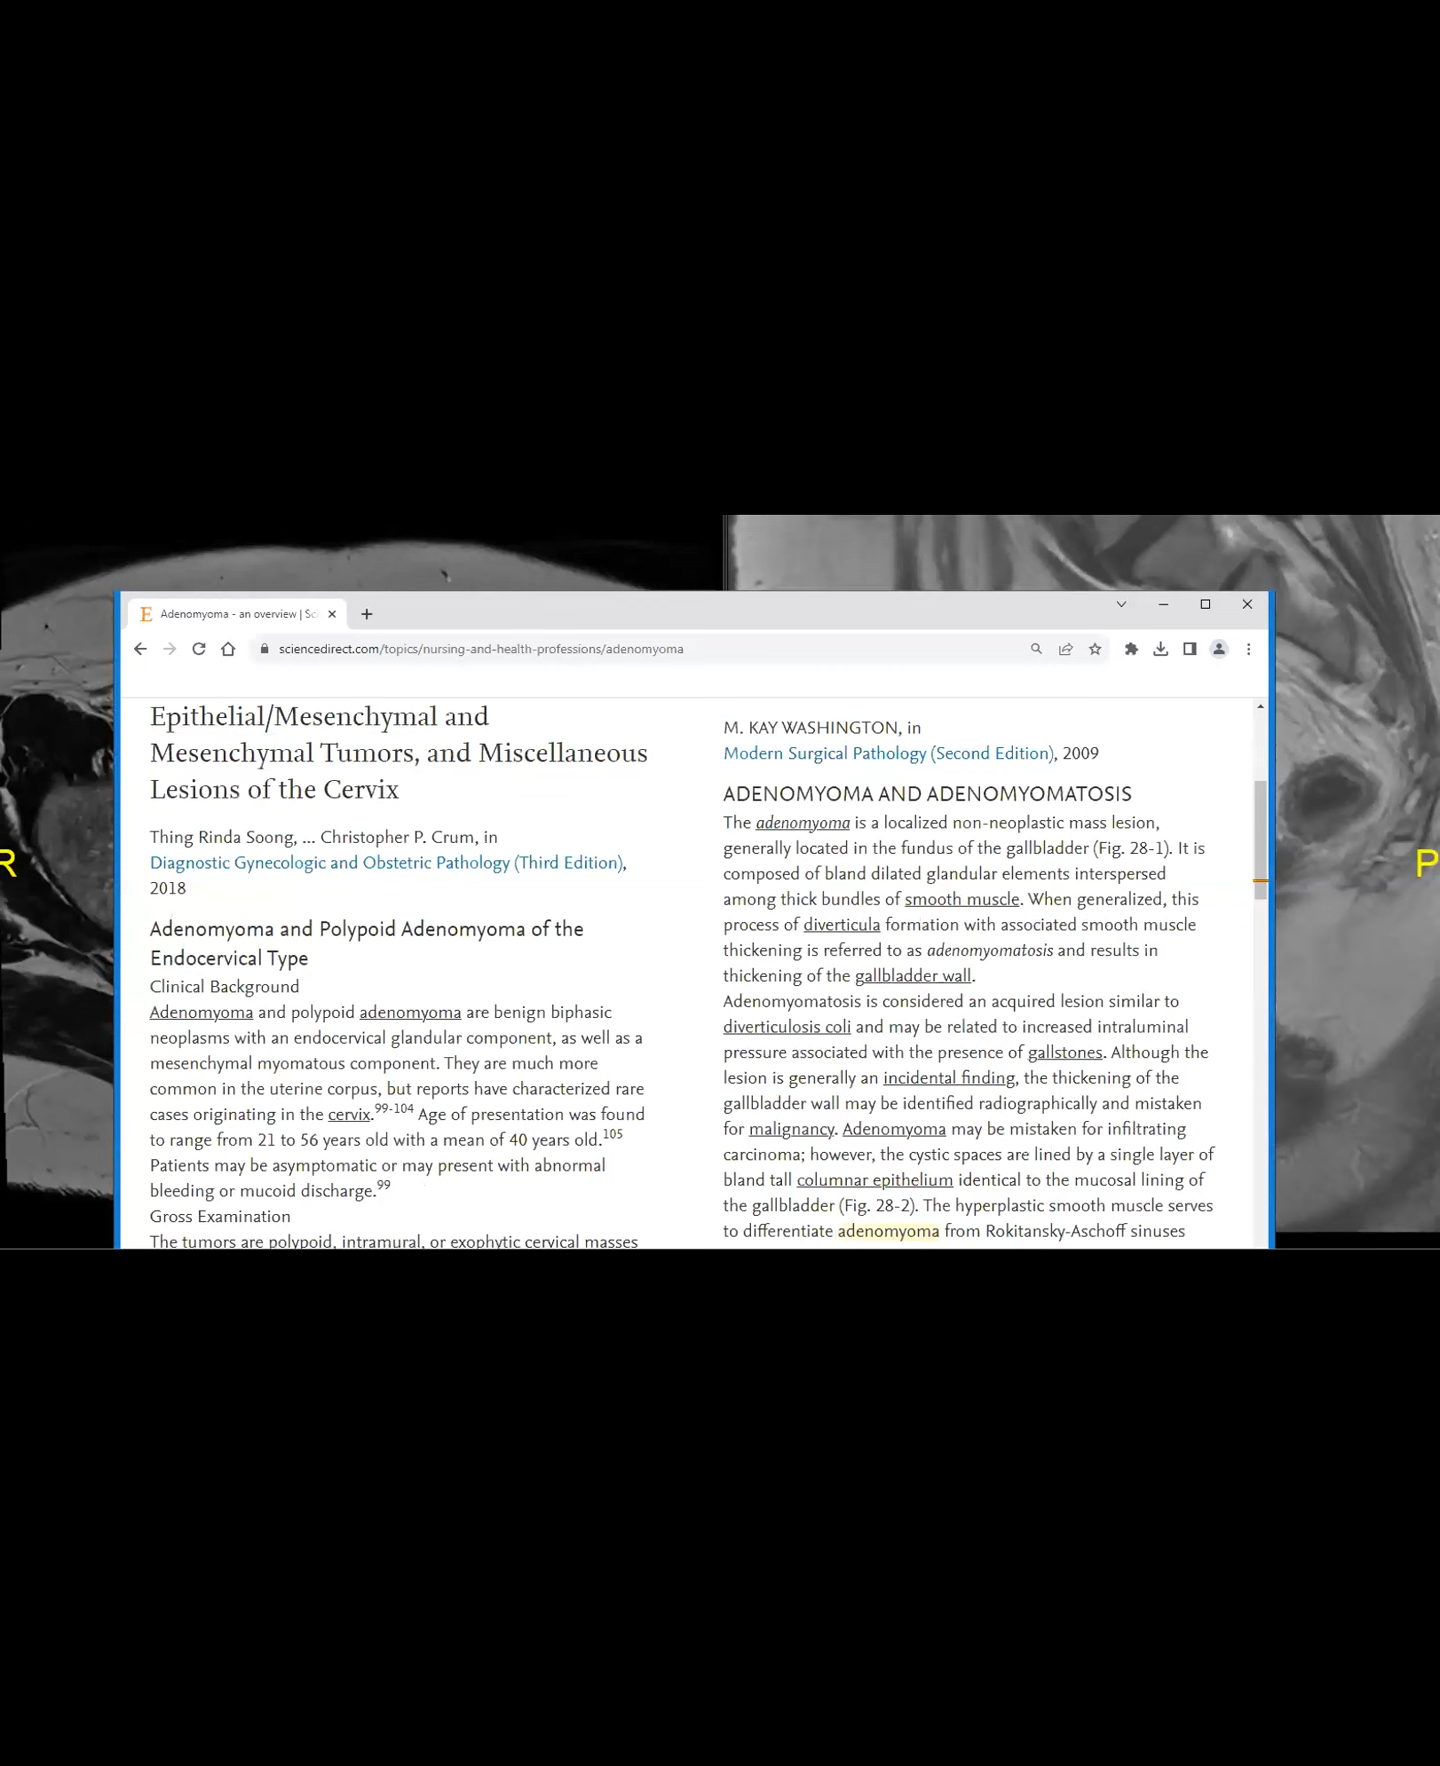 Adenomyoma - an overview | Sc
sciencedirect.com/topics/nursing-and-health-professions/adenomyoma
Epithelial/Mesenchymal and
Mesenchymal Tumors, and Miscellaneous
Lesions of the Cervix
Thing Rinda Soong, ... Christopher P. Crum, in
Diagnostic Gynecologic and Obstetric Pathology (Third Edition),
2018
Adenomyoma and Polypoid Adenomyoma of the
Endocervical Type
Clinical Background
Adenomyoma and polypoid adenomyoma are benign biphasic
neoplasms with an endocervical glandular component, as well as a
mesenchymal myomatous component. They are much more
common in the uterine corpus, but reports have characterized rare
cases originating in the cervix.99-104 Age of presentation was found
to range from 21 to 56 years old with a mean of 40 years old.105
Patients may be asymptomatic or may present with abnormal
bleeding or mucoid discharge.99
Gross Examination
The tumors are polypoid, intramural, or exophytic cervical masses
M. KAY WASHINGTON, in
Modern Surgical Pathology (Second Edition), 2009
ADENOMYOMA AND ADENOMYOMATOSIS
The adenomyoma is a localized non-neoplastic mass lesion,
generally located in the fundus of the gallbladder (Fig. 28-1). It is
composed of bland dilated glandular elements interspersed
among thick bundles of smooth muscle. When generalized, this
process of diverticula formation with associated smooth muscle
thickening is referred to as adenomyomatosis and results in
thickening of the gallbladder wall.
Adenomyomatosis is considered an acquired lesion similar to
diverticulosis coli and may be related to increased intraluminal
pressure associated with the presence of gallstones. Although the
lesion is generally an incidental finding, the thickening of the
gallbladder wall may be identified radiographically and mistaken
for malignancy. Adenomyoma may be mistaken for infiltrating
carcinoma; however, the cystic spaces are lined by a single layer of
bland tall columnar epithelium identical to the mucosal lining of
the gallbladder (Fig. 28-2). The hyperplastic smooth muscle serves
to differentiate adenomyoma from Rokitansky-Aschoff sinuses
R
P